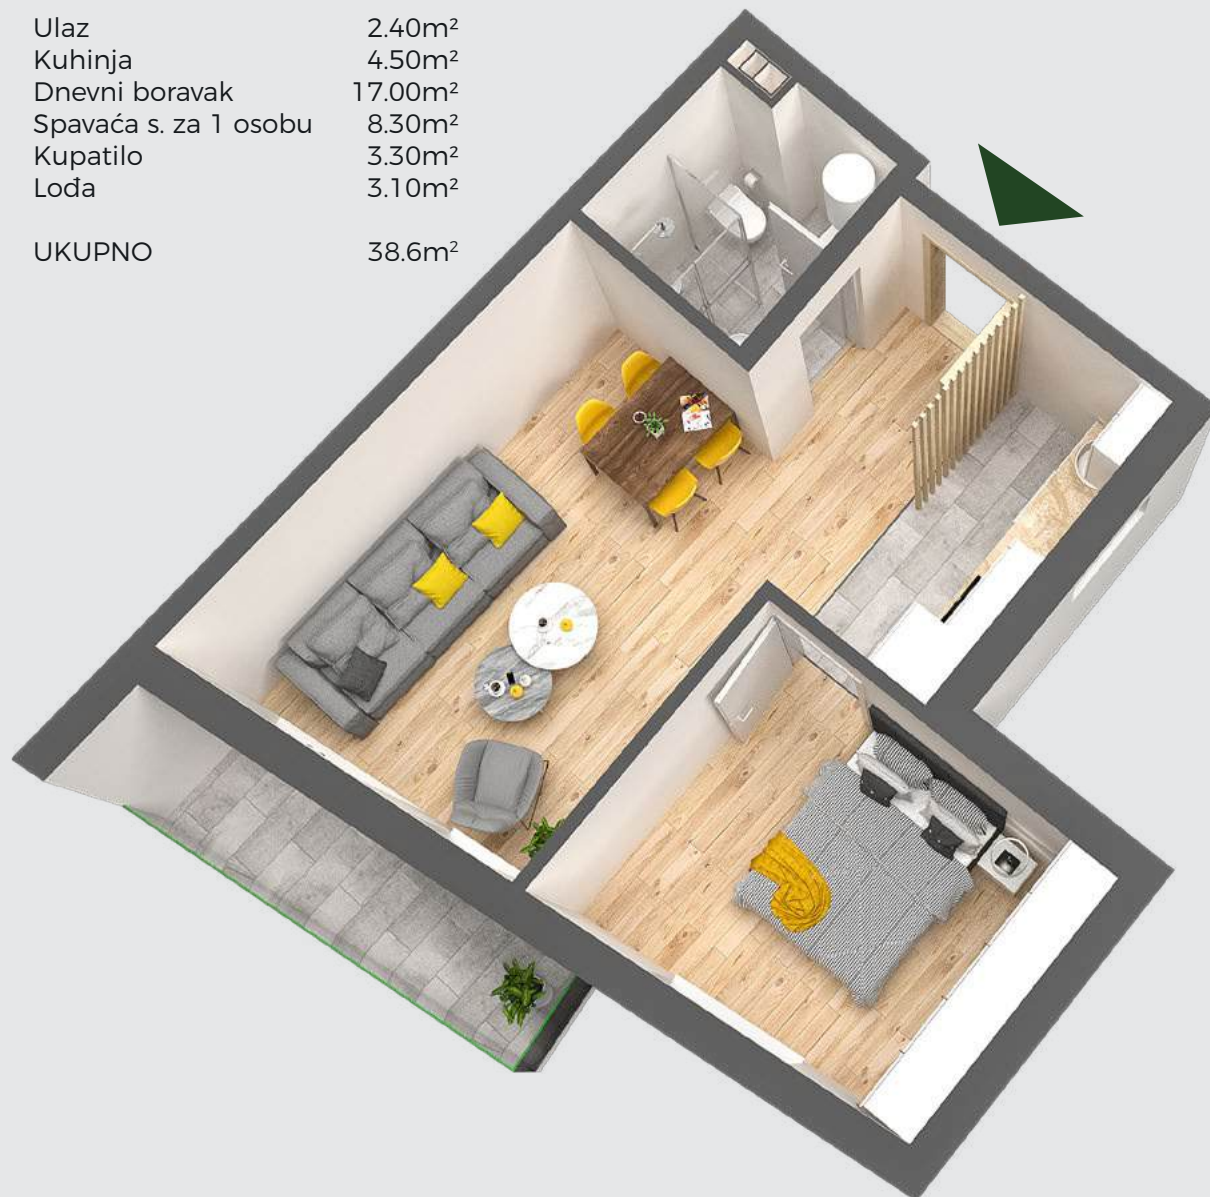 Ulaz 2.40m²
Kuhinja 4.50m²
Dnevni boravak 17.00m²
Spavaća s. za 1 osobu 8.30m²
Kupatilo 3.30m²
Lođa 3.10m²
UKUPNO 38.6m²